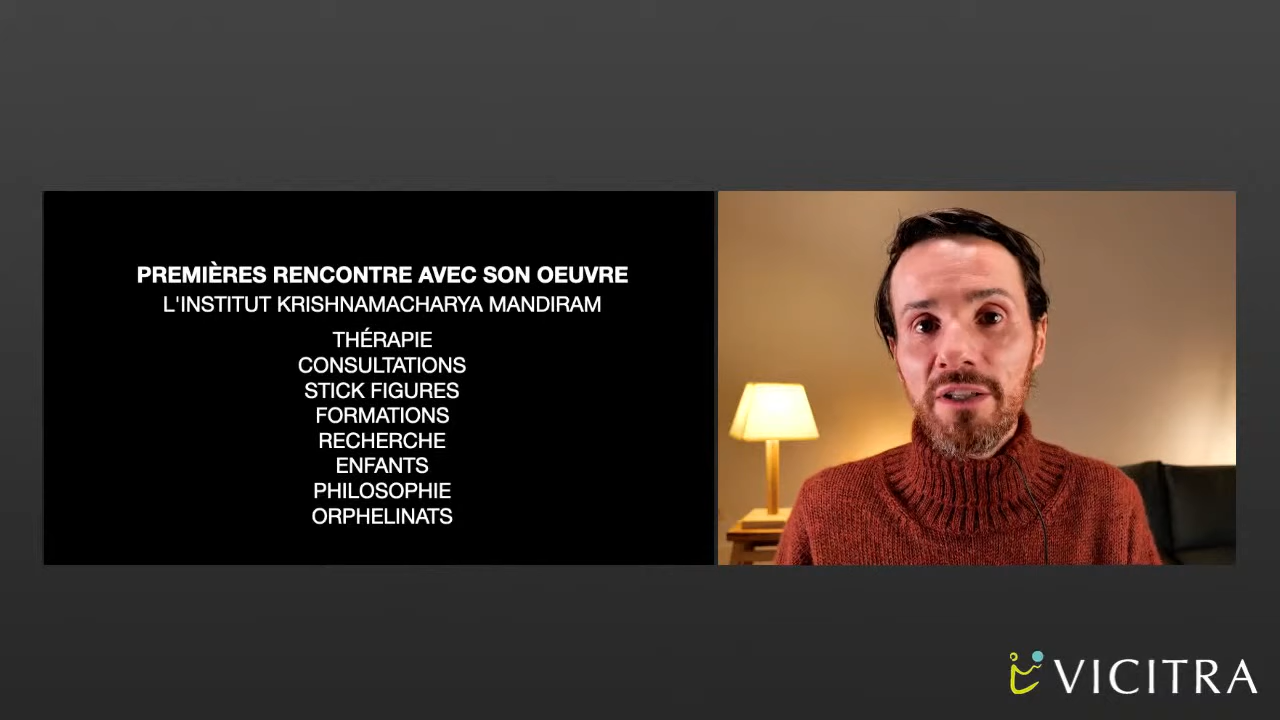 PREMIÈRES RENCONTRE AVEC SON OEUVRE
L'INSTITUT KRISHNAMACHARYA MANDIRAM
THÉRAPIE
CONSULTATIONS
STICK FIGURES
FORMATIONS
RECHERCHE
ENFANTS
PHILOSOPHIE
ORPHELINATS
VICITRA